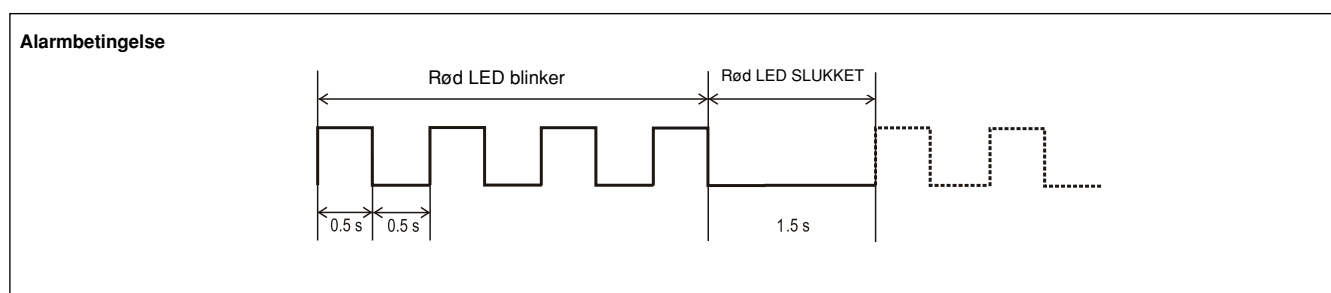 Alarmbetingelse
Rød LED blinker
Rød LED SLUKKET
0.5 s
0.5 s
1.5 s